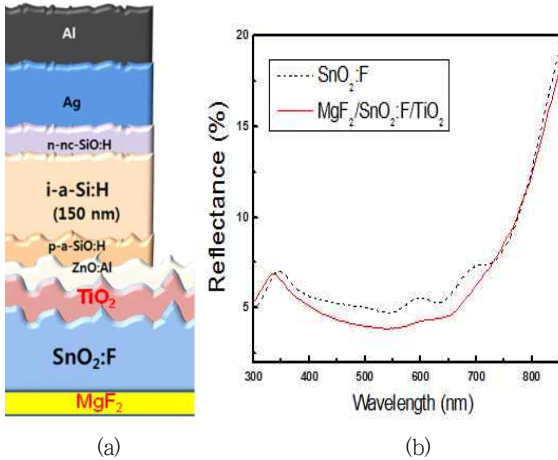 Al
Ag
n-nc-SiO:H
i-a-Si:H
(150 nm)
p-a-SiO:H
ZnO:Al
TiO₂
SnO₂:F
MgF₂
(a)
20
15
10
5
Reflectance (%)
SnO₂:F
MgF₂/SnO₂:F/TiO₂
300 400 500 600 700 800
Wavelength (nm)
(b)